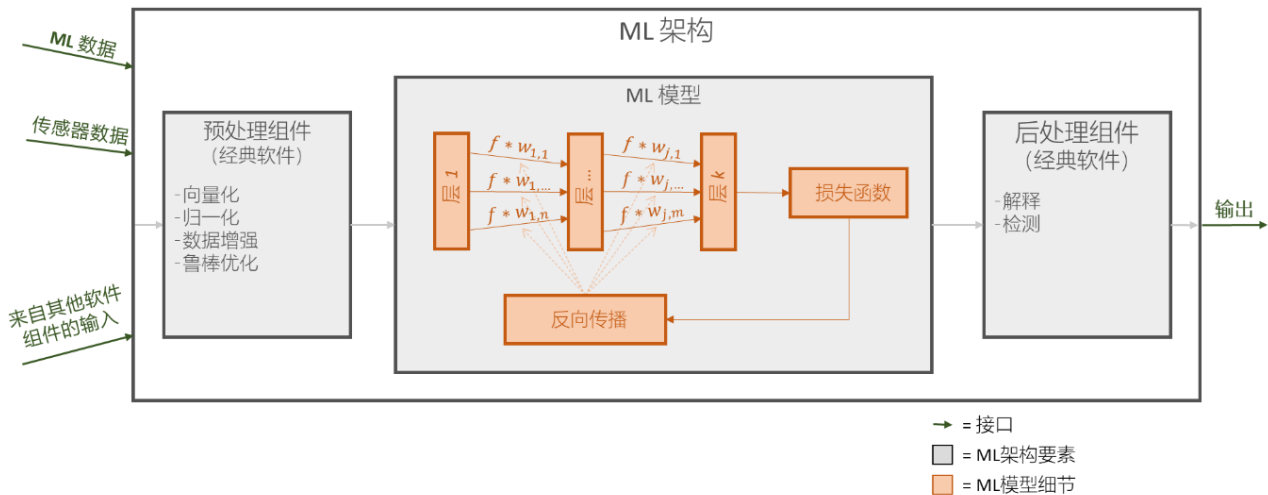 ML 架构
ML 数据
传感器数据
来自其他软件
组件的输入
预处理组件
（经典软件）
-向量化
-归一化
-数据增强
-鲁棒优化
ML 模型
层 1
f * w1,1
f * w1,...
f * w1,n
层 ...
f * wj,1
f * wj,...
f * wj,m
层 k
损失函数
反向传播
后处理组件
（经典软件）
-解释
-检测
输出
= 接口
= ML架构要素
= ML模型细节